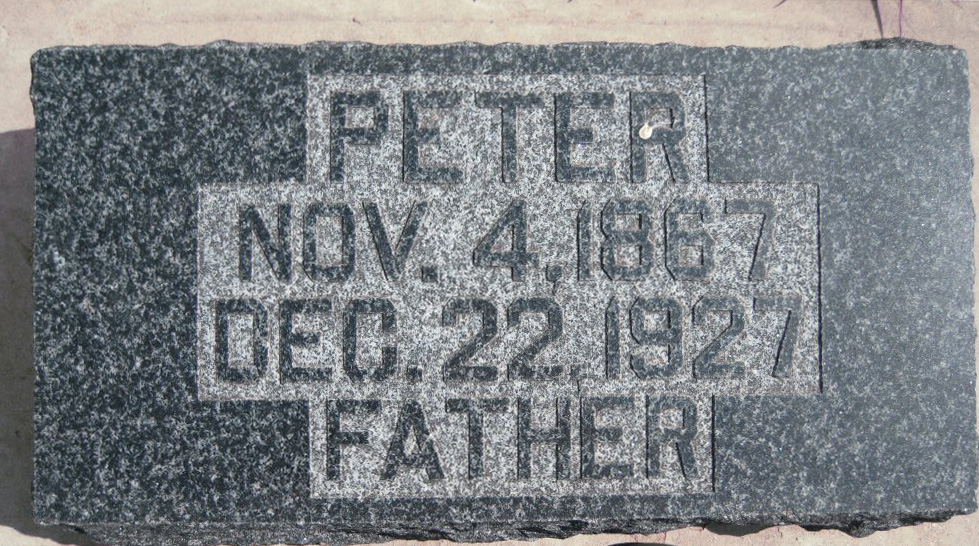 PETER
NOV. 4, 1867
DEC. 22, 1927
FATHER